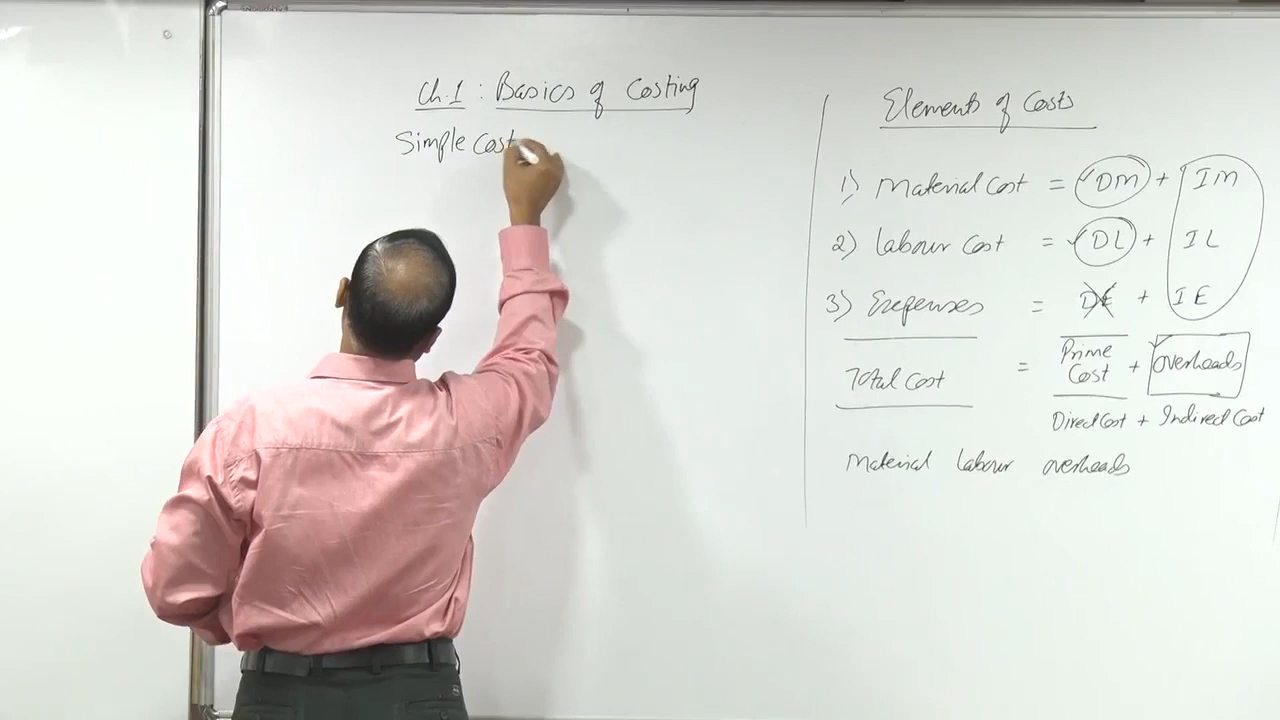 Ch.1 : Basics of Costing
Simple Cost
Elements of Costs
1) Material Cost = DM + IM
2) Labour Cost = DL + IL
3) Expenses = DE + IE
Total Cost = Prime Cost + Overheads
Direct Cost + Indirect Cost
Material Labour Overheads